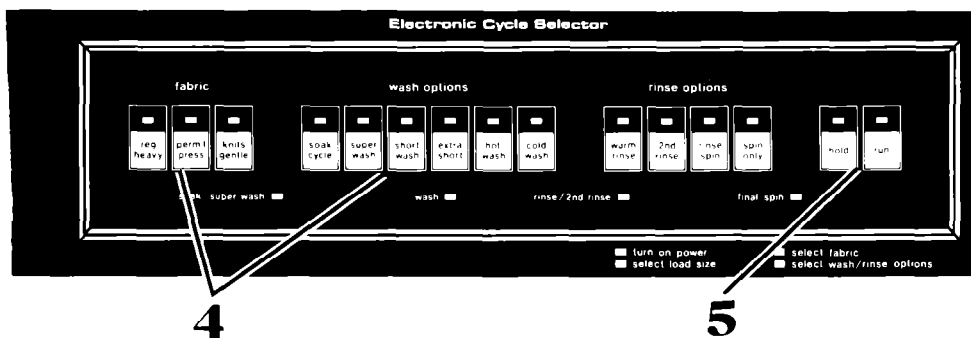 Electronic Cycle Selector
fabric wash options rinse options
reg heavy
perm't press
knits gentle
soak cycle
super wash
short wash
extra short
hot wash
cold wash
warm rinse
2nd rinse
rinse spin
spin only
hold
run
soak super wash wash rinse/2nd rinse final spin
turn on power select fabric
select load size select wash/rinse options
4 5